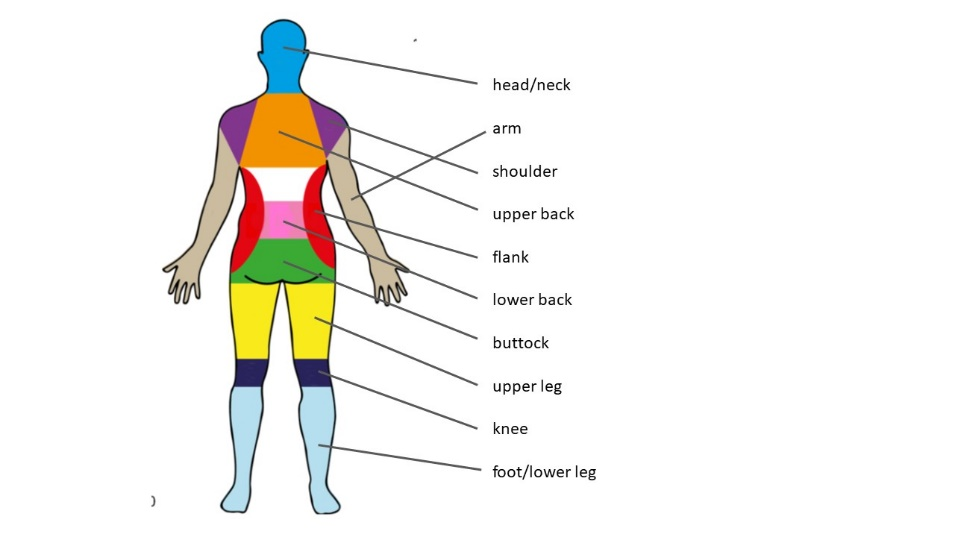 head/neck
arm
shoulder
upper back
flank
lower back
buttock
upper leg
knee
foot/lower leg